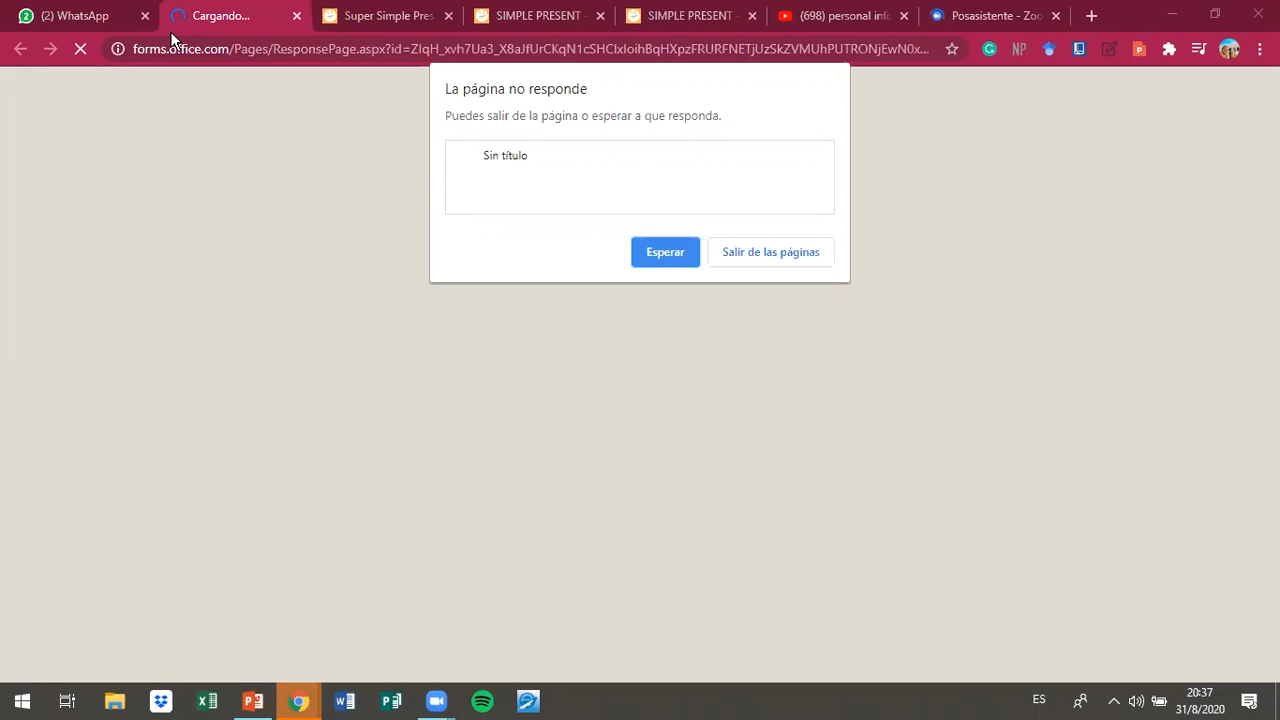 (2) WhatsApp
Cargando...
Super Simple Pres
SIMPLE PRESENT -
SIMPLE PRESENT -
(698) personal info
Posasistente - Zoo
forms.office.com/Pages/ResponsePage.aspx?id=ZIqH_xvh7Ua3_X8aJfUrCKqN1cSHCIxIoihBqHXpzFRURFNETjUzSkZVMUhPUTRONjEwN0x...
La página no responde
Puedes salir de la página o esperar a que responda.
Sin título
Esperar
Salir de las páginas
ES
20:37
31/8/2020